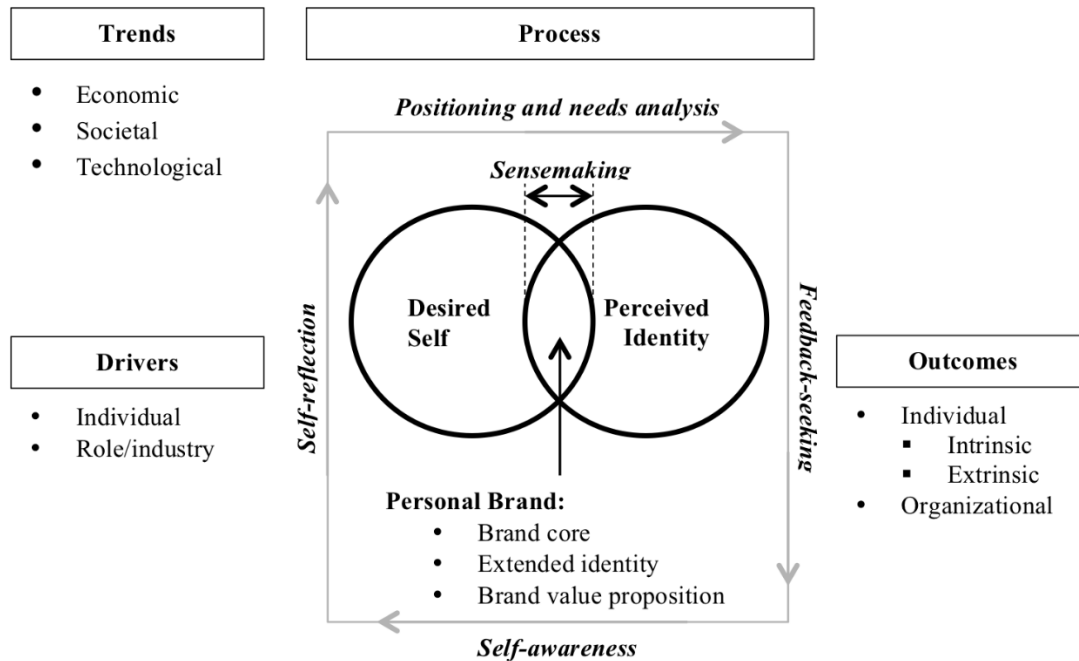 Trends
Process
• Economic
• Societal
• Technological
Positioning and needs analysis
Sensemaking
Self-reflection
Desired
Self
Perceived
Identity
Feedback-seeking
Drivers
• Individual
• Role/industry
Outcomes
• Individual
▪ Intrinsic
▪ Extrinsic
• Organizational
Personal Brand:
• Brand core
• Extended identity
• Brand value proposition
Self-awareness